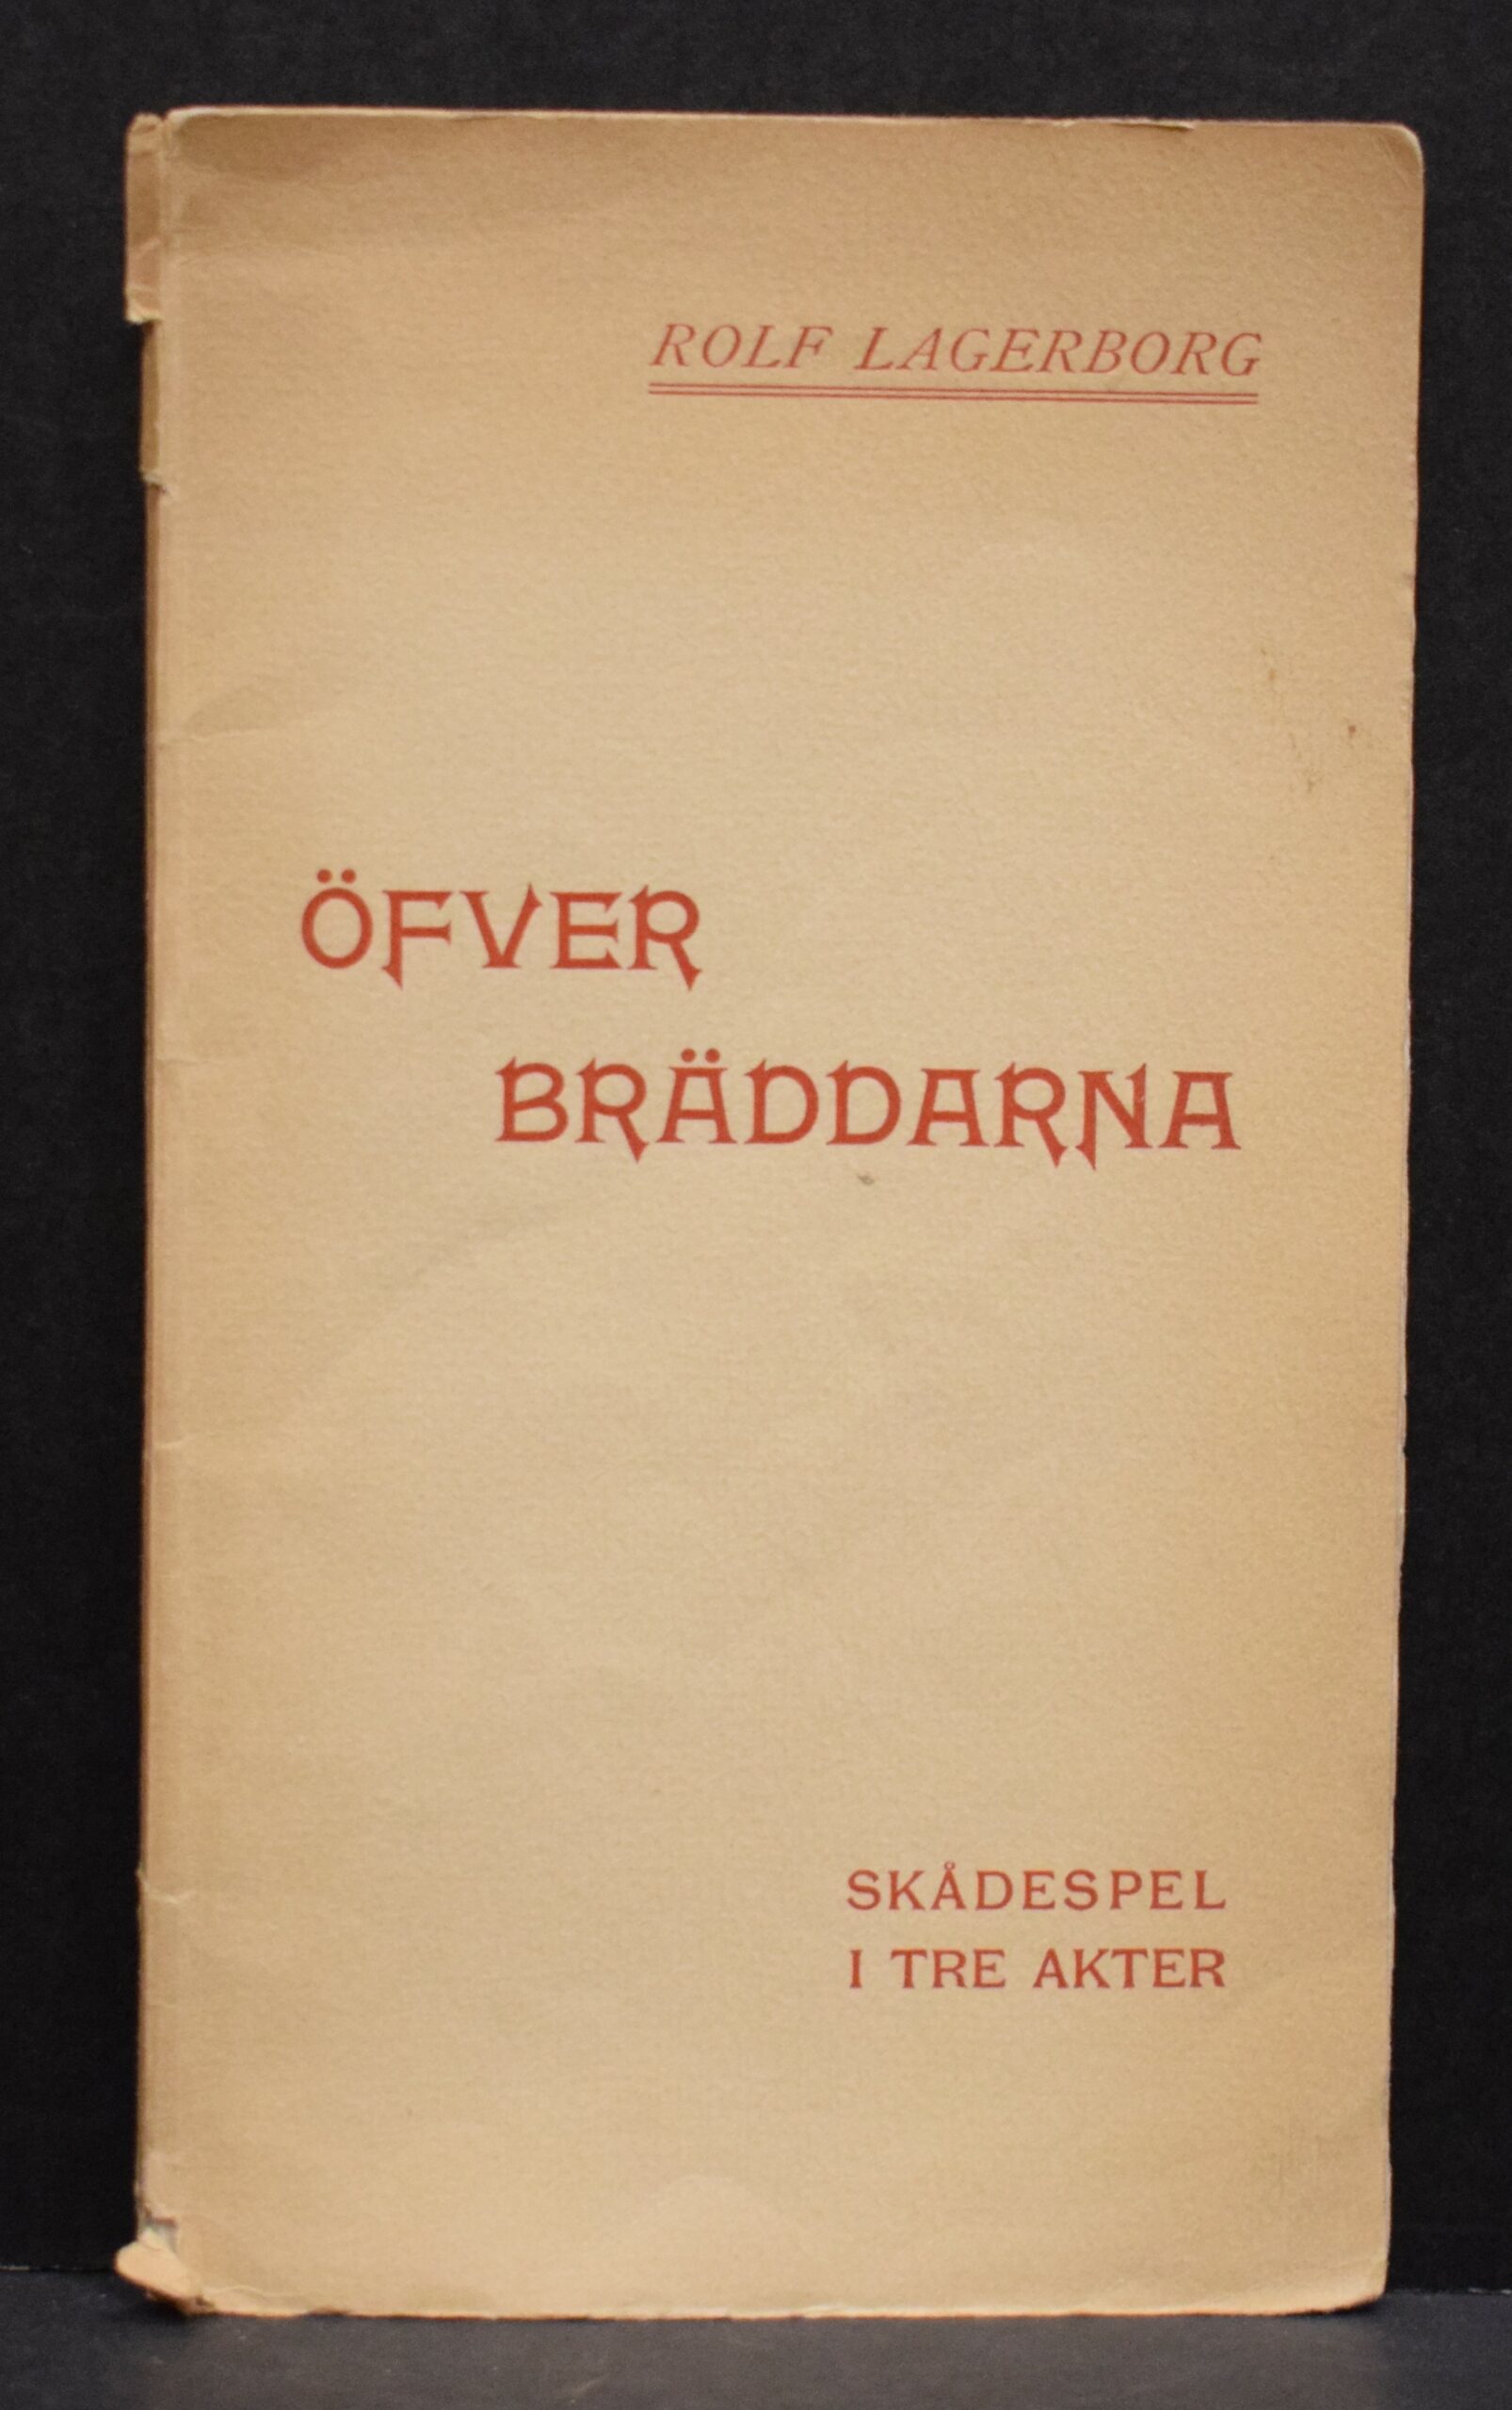 ROLF LAGERBORG
ÖFVER
BRÄDDARNA
SKÅDESPEL
I TRE AKTER